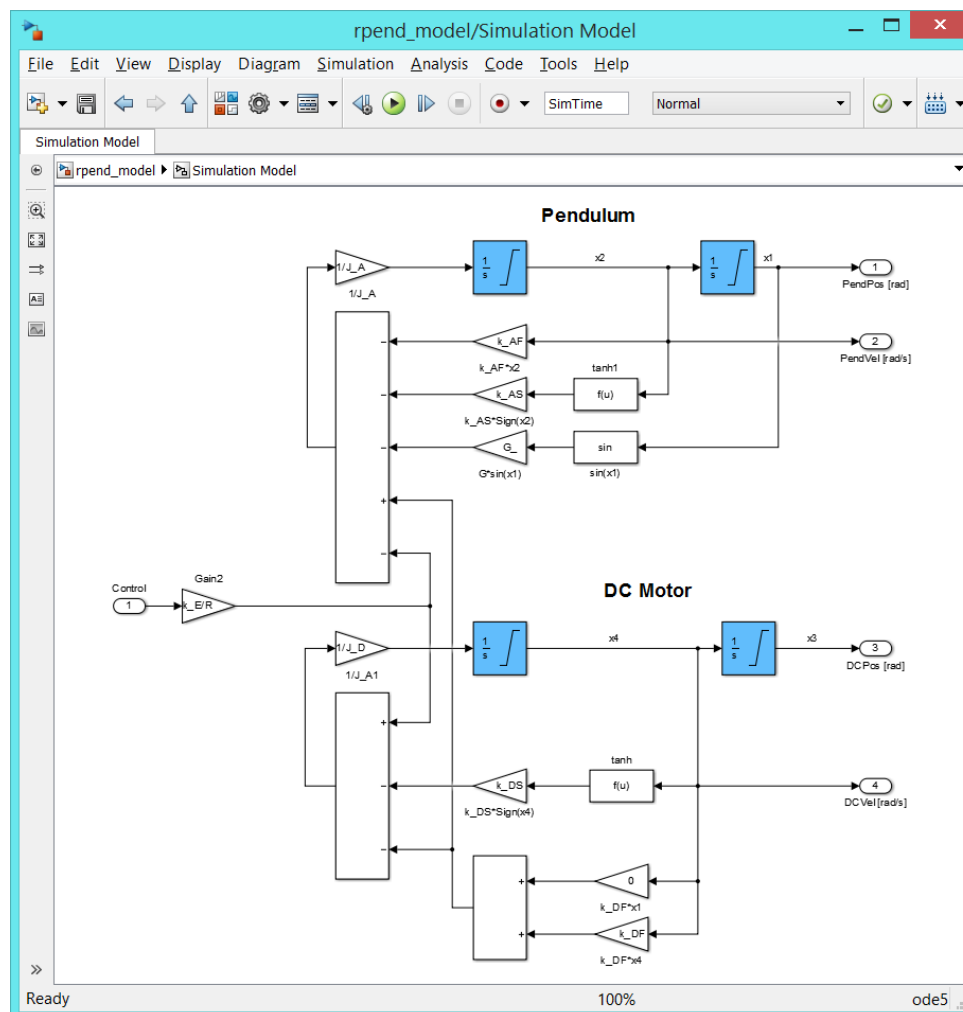 rpend_model/Simulation Model
File Edit View Display Diagram Simulation Analysis Code Tools Help
SimTime Normal
Simulation Model
rpend_model Simulation Model
Pendulum
1/J_A
1/J_A
1
s
x2
1
s
x1
1
PendPos [rad]
k_AF
k_AF*x2
2
PendVel [rad/s]
tanh1
k_AS
f(u)
k_AS*Sign(x2)
G_
sin
G*sin(x1)
sin(x1)
Control
1
Gain2
k_E/R
DC Motor
1/J_D
1/J_A1
1
s
x4
1
s
x3
3
DCPos [rad]
tanh
k_DS
f(u)
k_DS*Sign(x4)
4
DCVel[rad/s]
0
k_DF*x1
k_DF
k_DF*x4
Ready 100% ode5